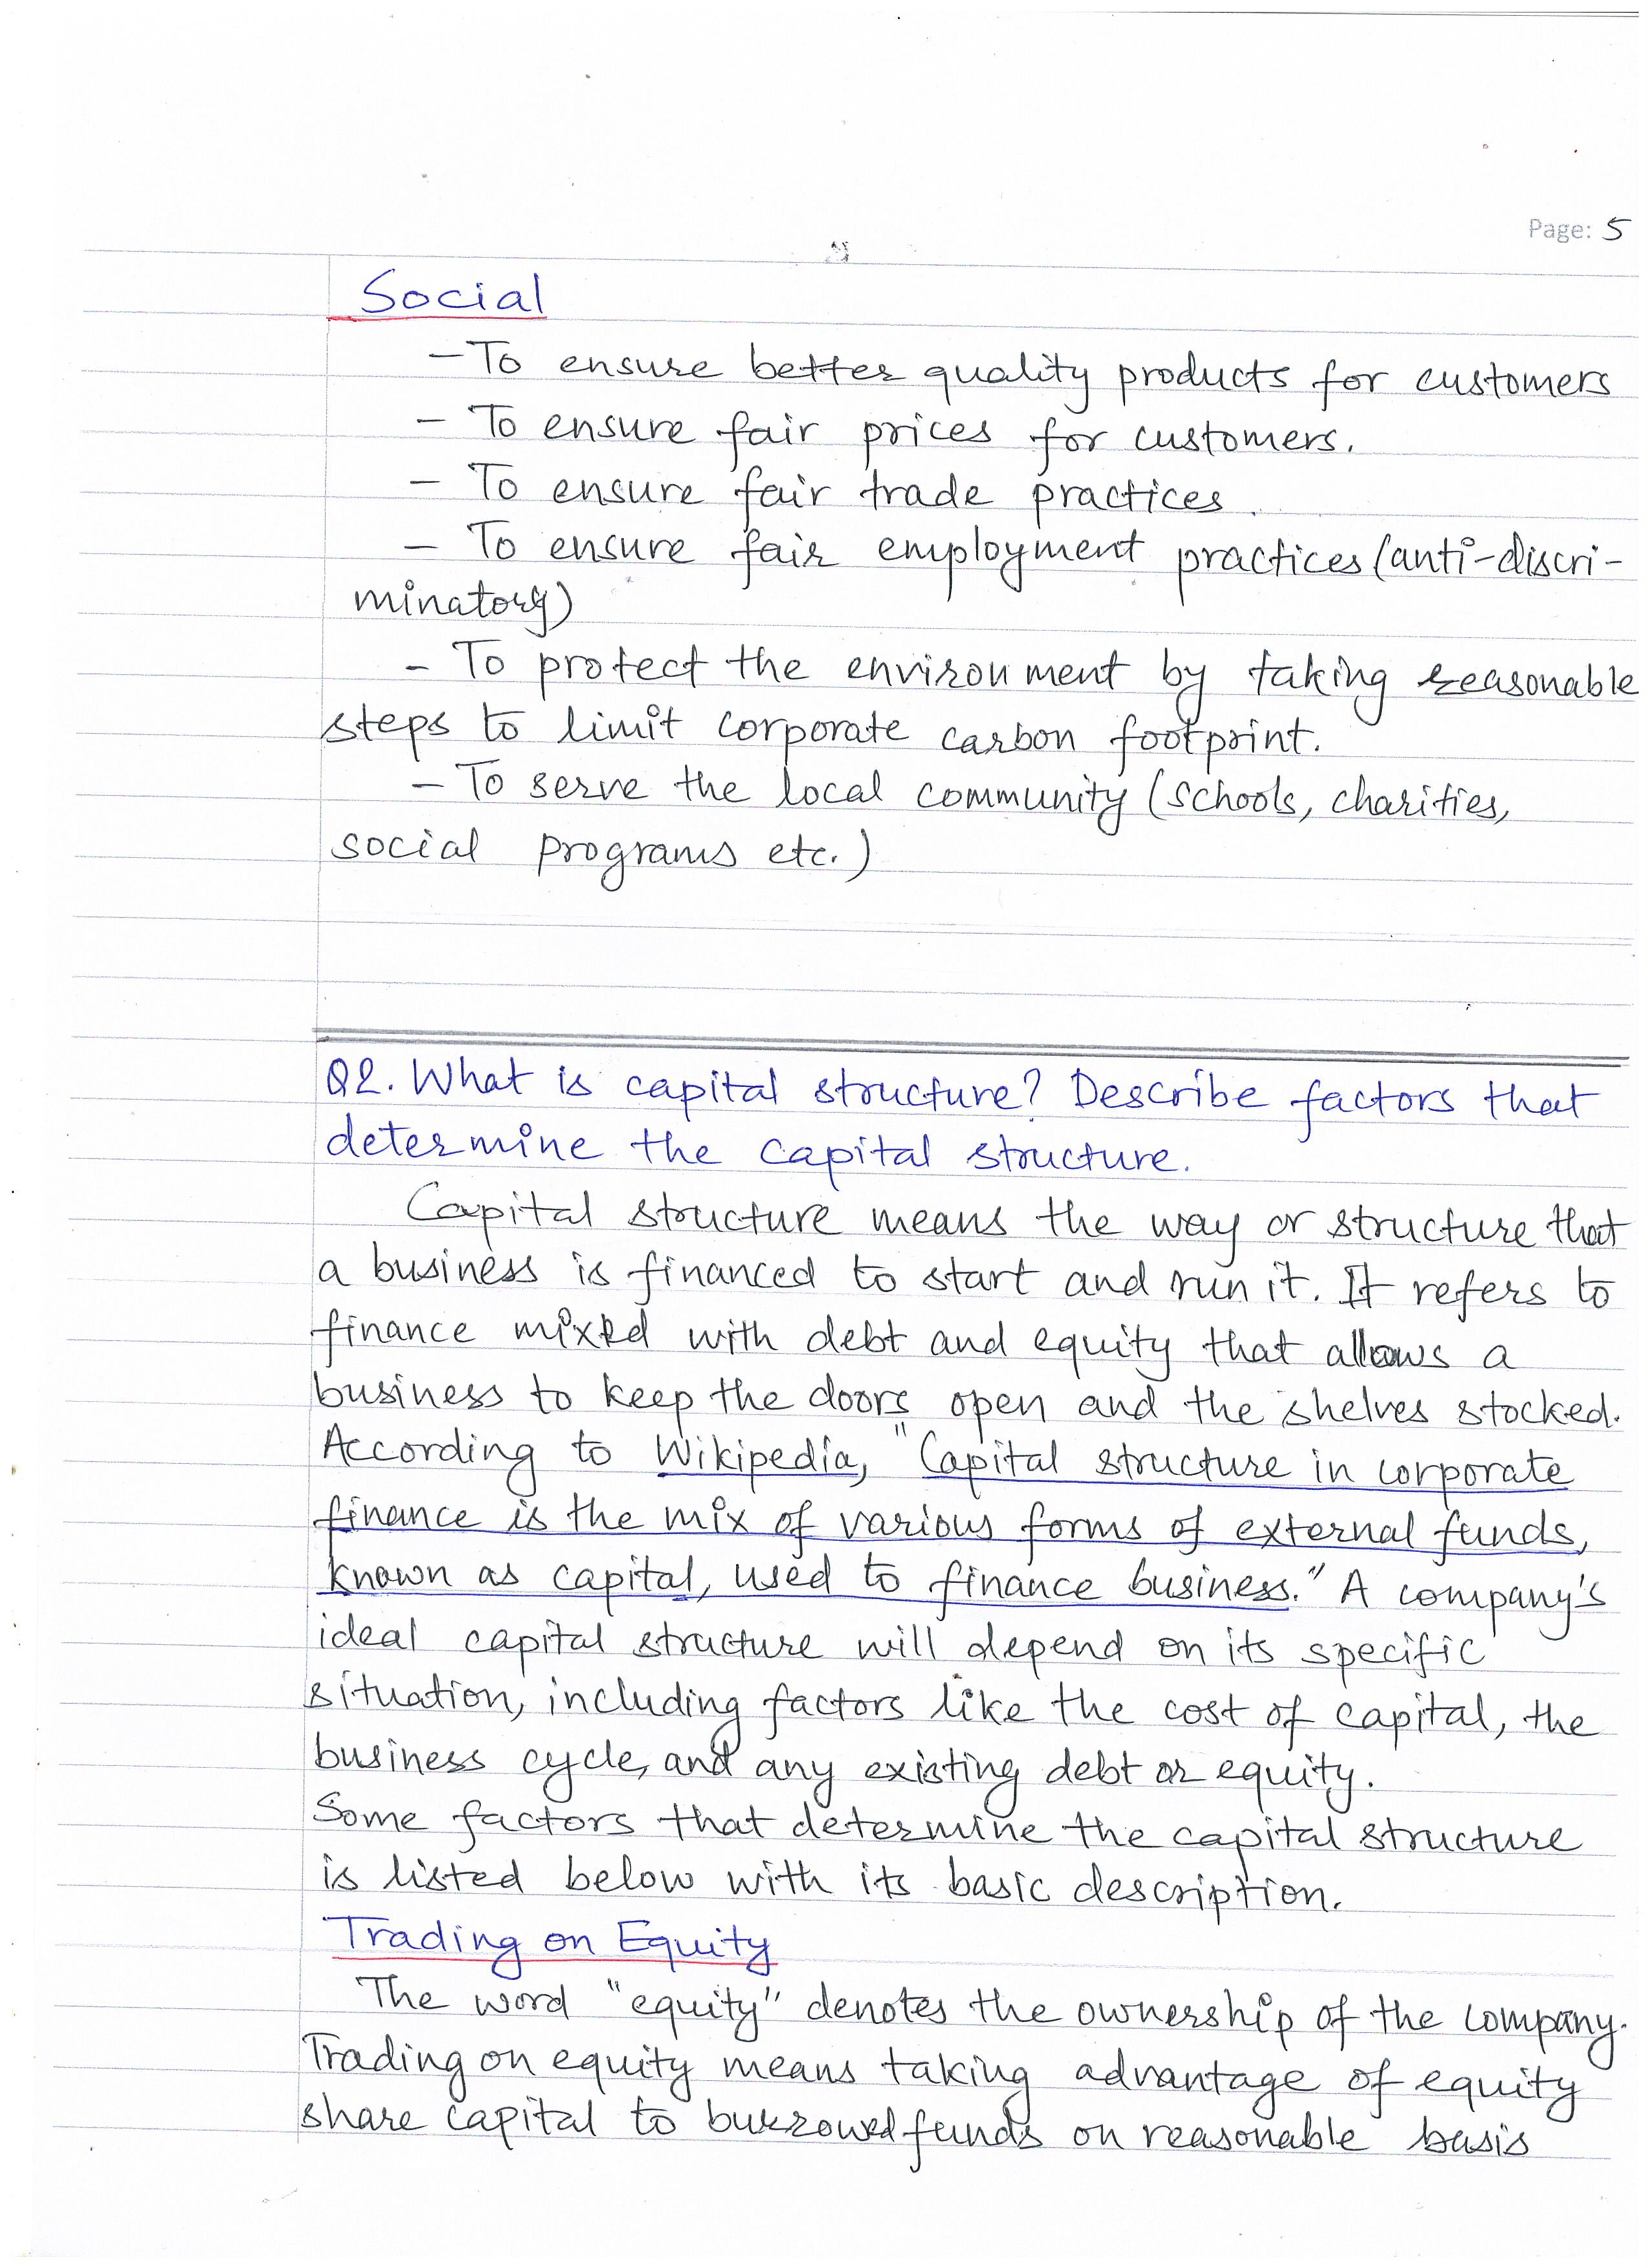 Page: 5
Social
- To ensure better quality products for customers
- To ensure fair prices for customers.
- To ensure fair trade practices.
- To ensure fair employment practices (anti-discri-
minatory)
- To protect the environment by taking reasonable
steps to limit corporate carbon footprint.
- To serve the local community (schools, charities,
social programs etc.)
Q2. What is capital structure? Describe factors that
determine the capital structure.
Capital structure means the way or structure that
a business is financed to start and run it. It refers to
finance mixed with debt and equity that allows a
business to keep the doors open and the shelves stocked.
According to Wikipedia, "Capital structure in corporate
finance is the mix of various forms of external funds,
known as capital, used to finance business." A company's
ideal capital structure will depend on its specific
situation, including factors like the cost of capital, the
business cycle, and any existing debt or equity.
Some factors that determine the capital structure
is listed below with its basic description.
Trading on Equity
The word "equity" denotes the ownership of the company.
Trading on equity means taking advantage of equity
share capital to burrowed funds on reasonable basis